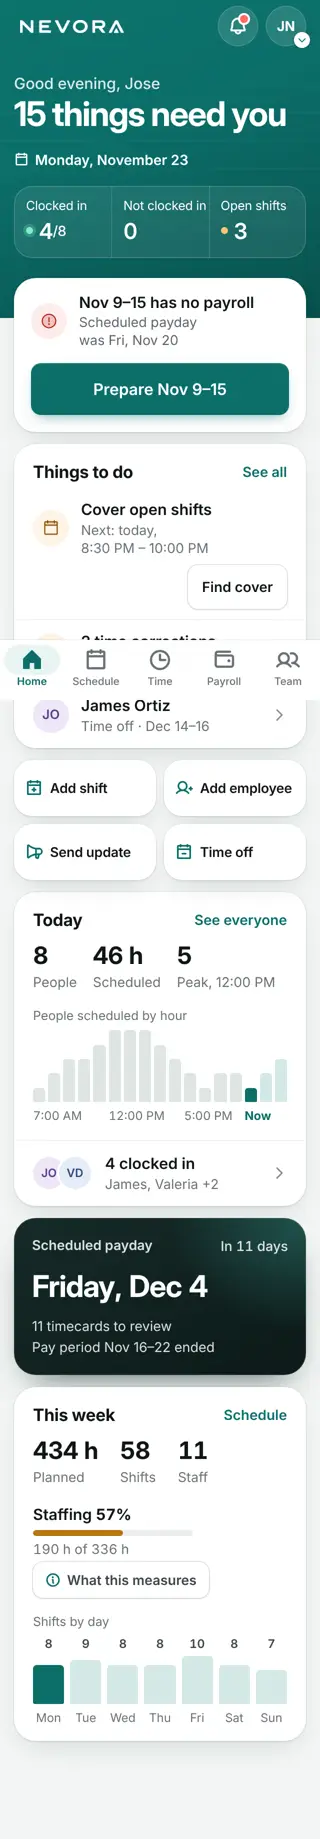 NEVORA
JN
Good evening, Jose
15 things need you
Monday, November 23
Clocked in
Not clocked in
Open shifts
4/8
0
3
Nov 9–15 has no payroll
Scheduled payday
was Fri, Nov 20
Prepare Nov 9–15
Things to do
See all
Cover open shifts
Next: today,
8:30 PM – 10:00 PM
Find cover
Home
Schedule
Time
Payroll
Team
JO
James Ortiz
Time off · Dec 14–16
Add shift
Add employee
Send update
Time off
Today
See everyone
8
46 h
5
People
Scheduled
Peak, 12:00 PM
People scheduled by hour
7:00 AM
12:00 PM
5:00 PM
Now
JO
VD
4 clocked in
James, Valeria +2
Scheduled payday
In 11 days
Friday, Dec 4
11 timecards to review
Pay period Nov 16–22 ended
This week
Schedule
434 h
58
11
Planned
Shifts
Staff
Staffing 57%
190 h of 336 h
What this measures
Shifts by day
8
9
8
8
10
8
7
Mon
Tue
Wed
Thu
Fri
Sat
Sun